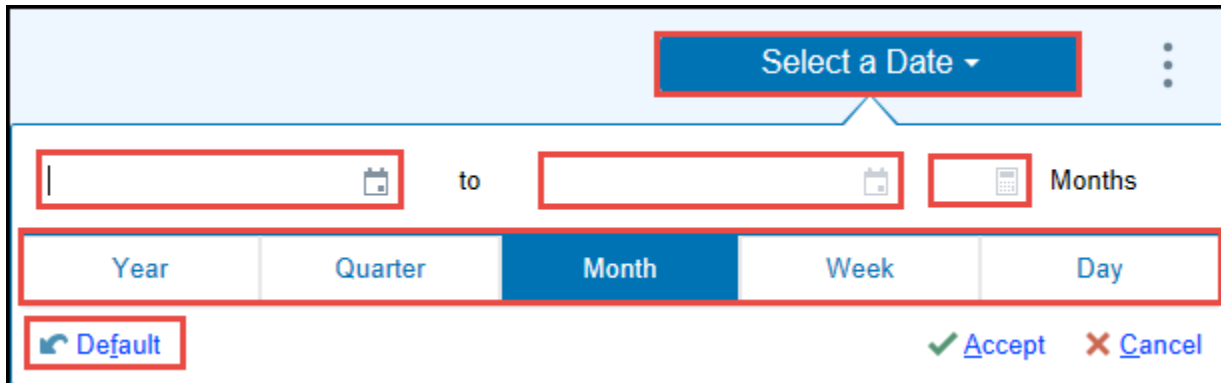 Select a Date
to Months
Year Quarter Month Week Day
Default Accept Cancel